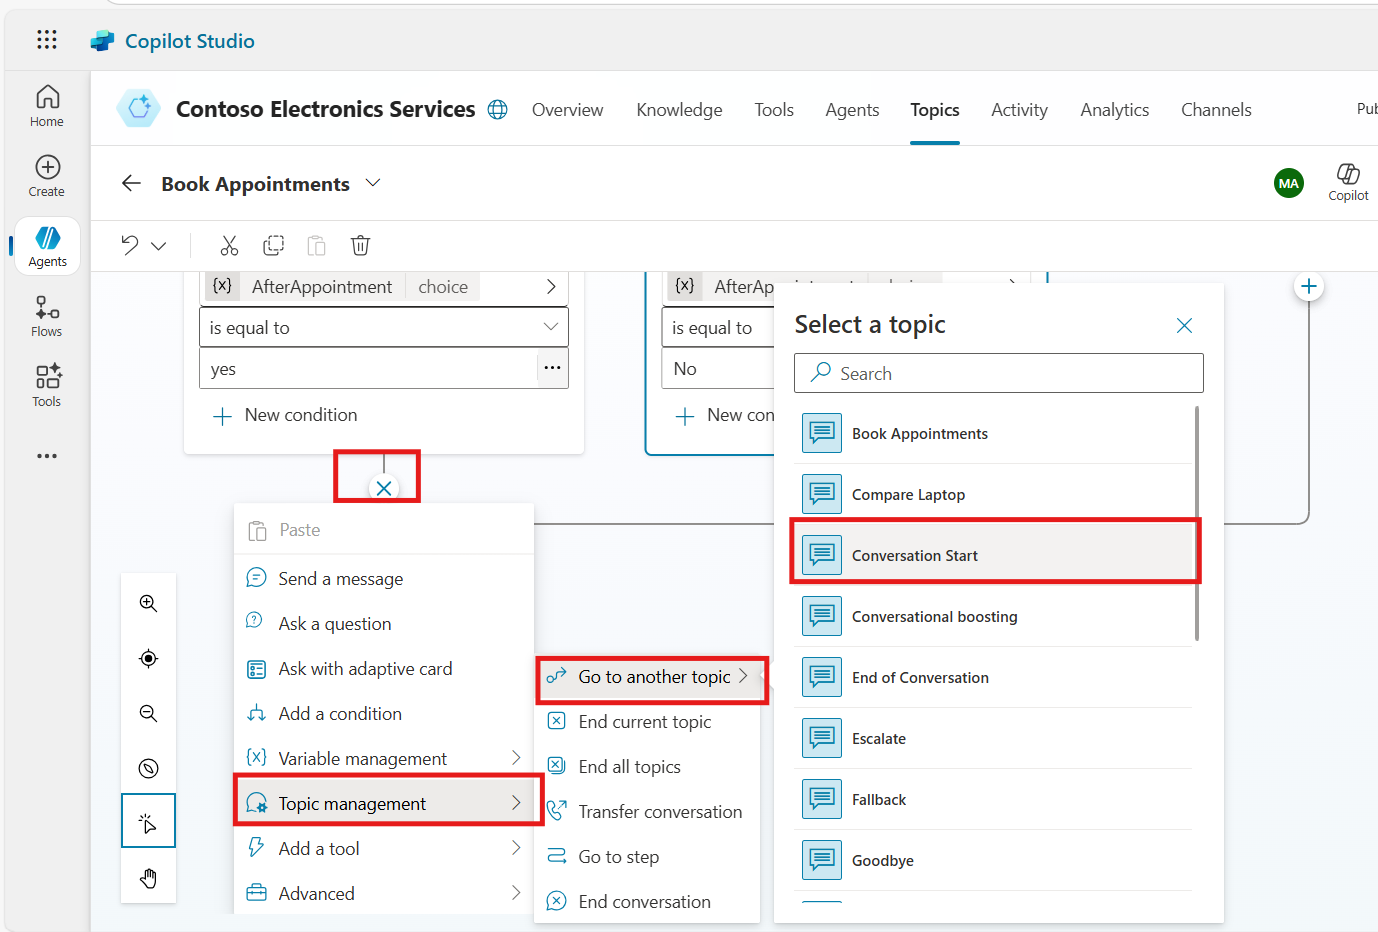 Copilot Studio
Home
Create
Agents
Flows
Tools
Contoso Electronics Services
Overview
Knowledge
Tools
Agents
Topics
Activity
Analytics
Channels
Book Appointments
MA
Copilot
{x} AfterAppointment choice
is equal to
yes
New condition
{x}
is equal to
No
Select a topic
Search
Book Appointments
Compare Laptop
Conversation Start
Conversational boosting
End of Conversation
Escalate
Fallback
Goodbye
Paste
Send a message
Ask a question
Ask with adaptive card
Add a condition
{x} Variable management
Topic management
Add a tool
Advanced
Go to another topic
End current topic
End all topics
Transfer conversation
Go to step
End conversation